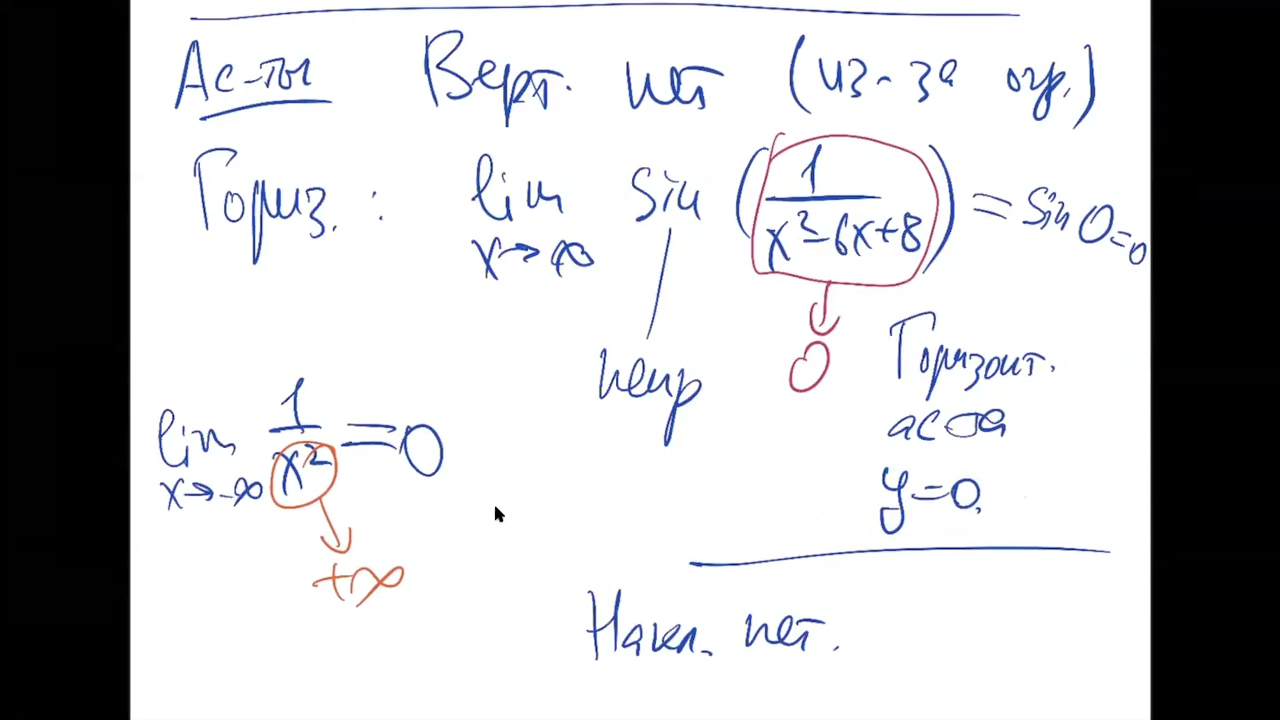 Ас-ты Верт. нет (из-за огр.)
Гориз.: lim x→∞ sin (1/(x²-6x+8)) = sin 0 = 0
непр
0
Горизонт.
ас-а
y=0.
lim x→-∞ 1/x² = 0
+∞
Накл. нет.